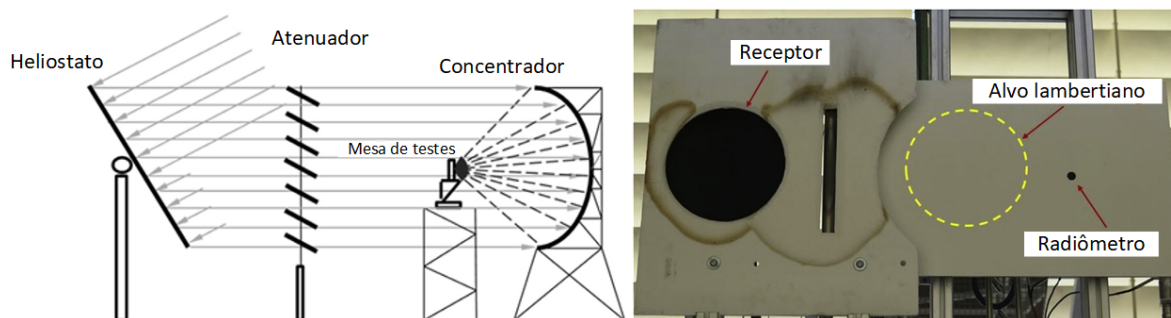 Heliostato
Atenuador
Concentrador
Mesa de testes
Receptor
Alvo lambertiano
Radiômetro